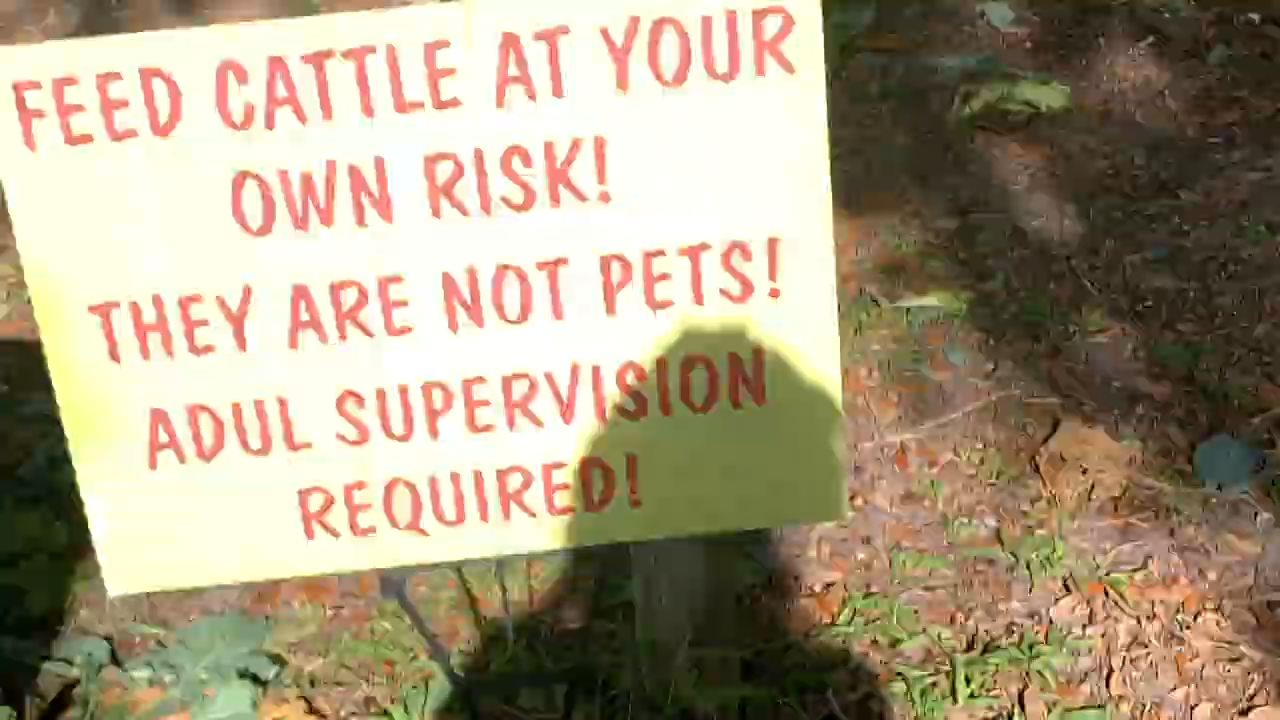 FEED CATTLE AT YOUR
OWN RISK!
THEY ARE NOT PETS!
ADUL SUPERVISION
REQUIRED!